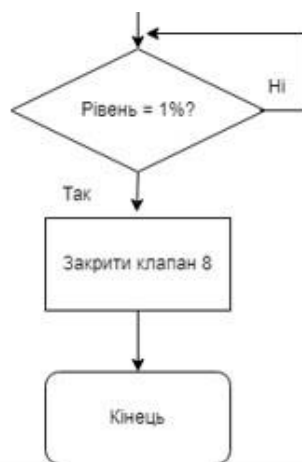 Рівень = 1%?
Ні
Так
Закрити клапан 8
Кінець